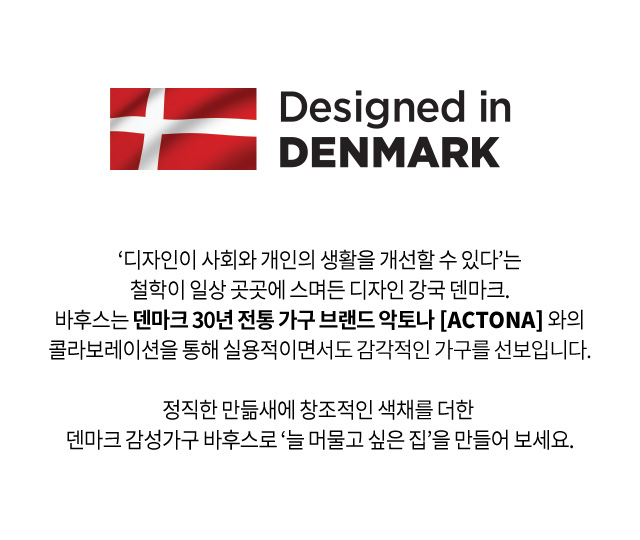 Designed in
DENMARK
‘디자인이 사회와 개인의 생활을 개선할 수 있다’는
철학이 일상 곳곳에 스며든 디자인 강국 덴마크.
바후스는 덴마크 30년 전통 가구 브랜드 악토나 [ACTONA] 와의
콜라보레이션을 통해 실용적이면서도 감각적인 가구를 선보입니다.
정직한 만듦새에 창조적인 색채를 더한
덴마크 감성가구 바후스로 ‘늘 머물고 싶은 집’을 만들어 보세요.